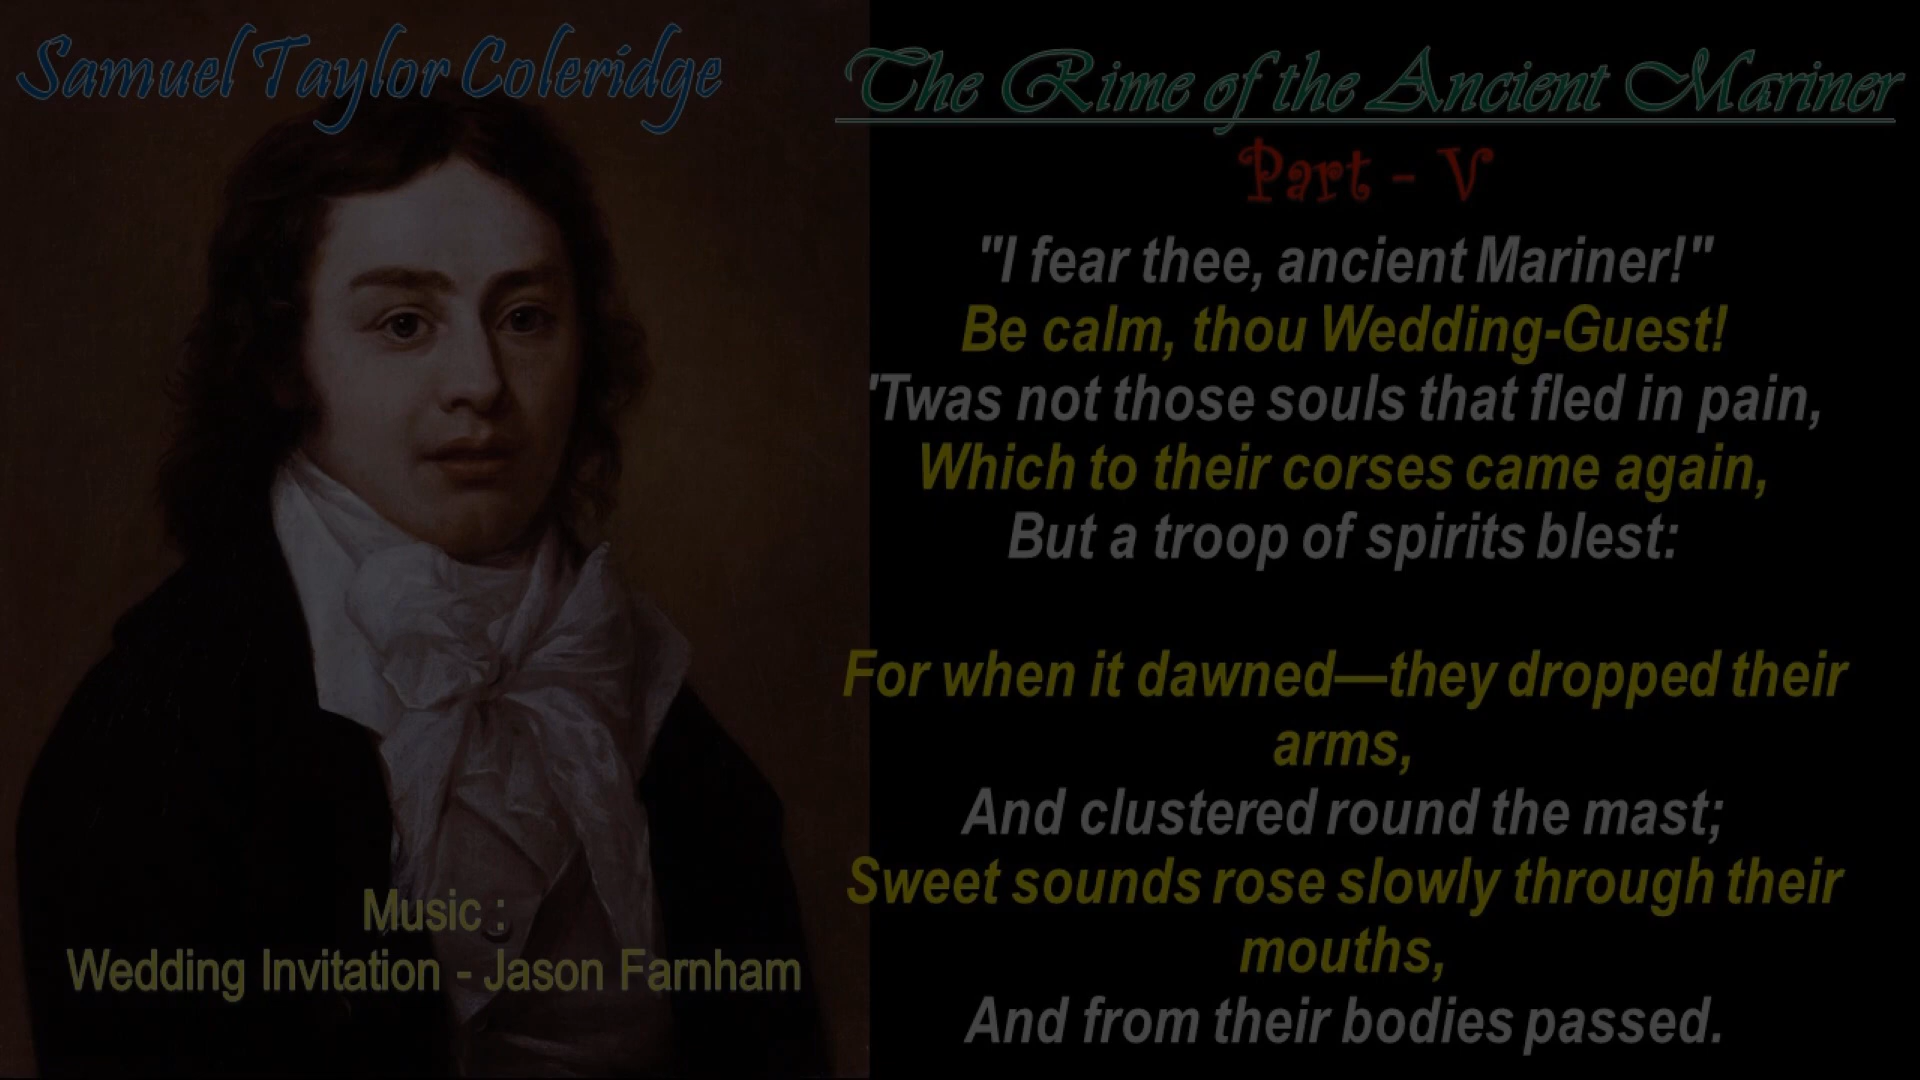 Samuel Taylor Coleridge
The Rime of the Ancient Mariner
Part - V
"I fear thee, ancient Mariner!"
Be calm, thou Wedding-Guest!
'Twas not those souls that fled in pain,
Which to their corses came again,
But a troop of spirits blest:
For when it dawned—they dropped their
arms,
And clustered round the mast;
Sweet sounds rose slowly through their
mouths,
And from their bodies passed.
Music :
Wedding Invitation - Jason Farnham